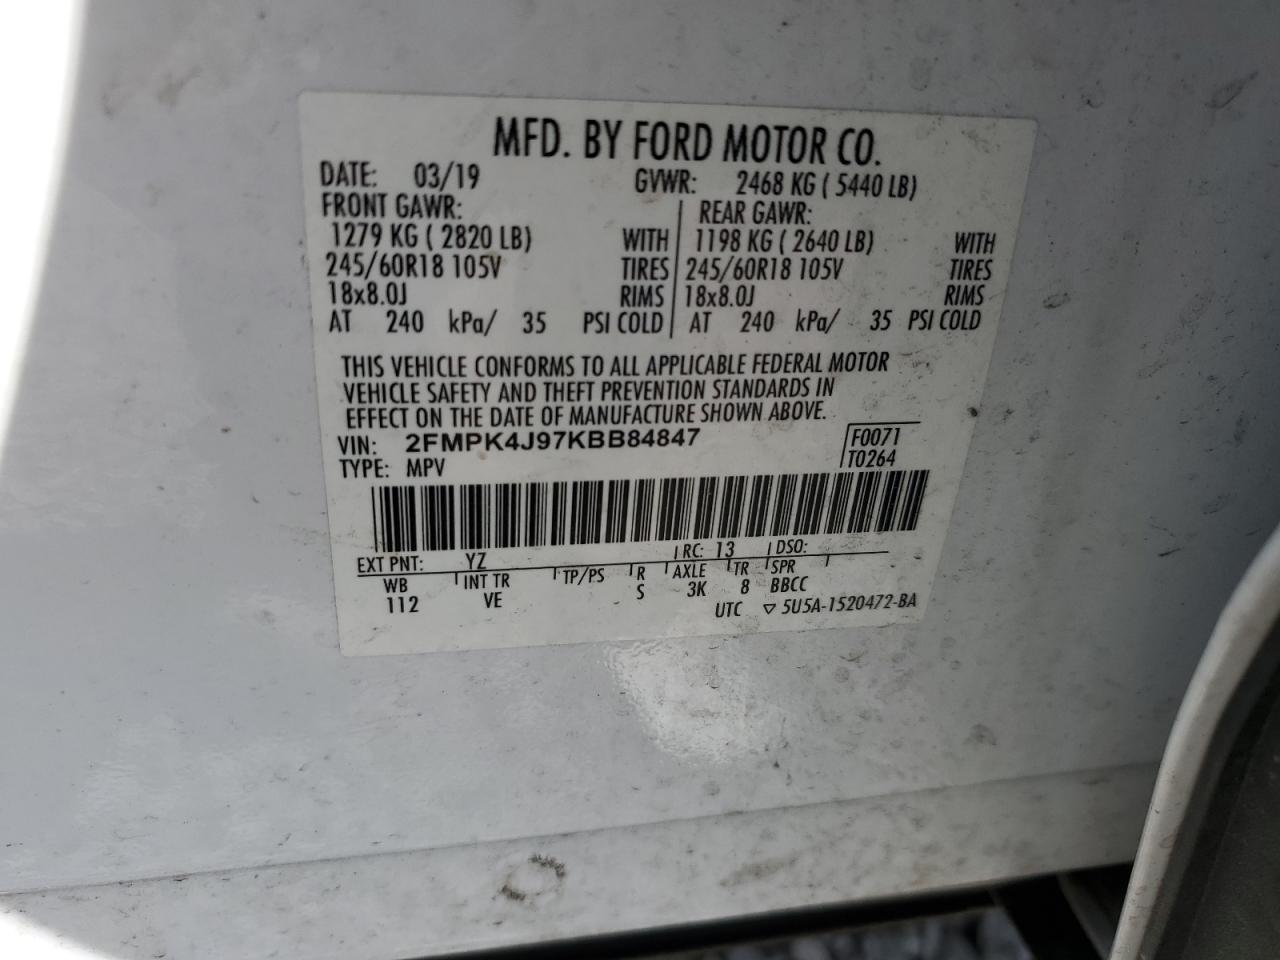 MFD. BY FORD MOTOR CO.
DATE: 03/19 GVWR: 2468 KG ( 5440 LB)
FRONT GAWR: REAR GAWR:
1279 KG ( 2820 LB) WITH 1198 KG ( 2640 LB) WITH
245/60R18 105V TIRES 245/60R18 105V TIRES
18x8.0J RIMS 18x8.0J RIMS
AT 240 kPa/ 35 PSI COLD AT 240 kPa/ 35 PSI COLD
THIS VEHICLE CONFORMS TO ALL APPLICABLE FEDERAL MOTOR
VEHICLE SAFETY AND THEFT PREVENTION STANDARDS IN
EFFECT ON THE DATE OF MANUFACTURE SHOWN ABOVE.
VIN: 2FMPK4J97KBB84847 F0071
TYPE: MPV T0264
EXT PNT: YZ RC: 13 DSO:
WB INT TR TP/PS R AXLE TR SPR
112 VE S 3K 8 BBCC
UTC ▽ 5U5A-1520472-BA